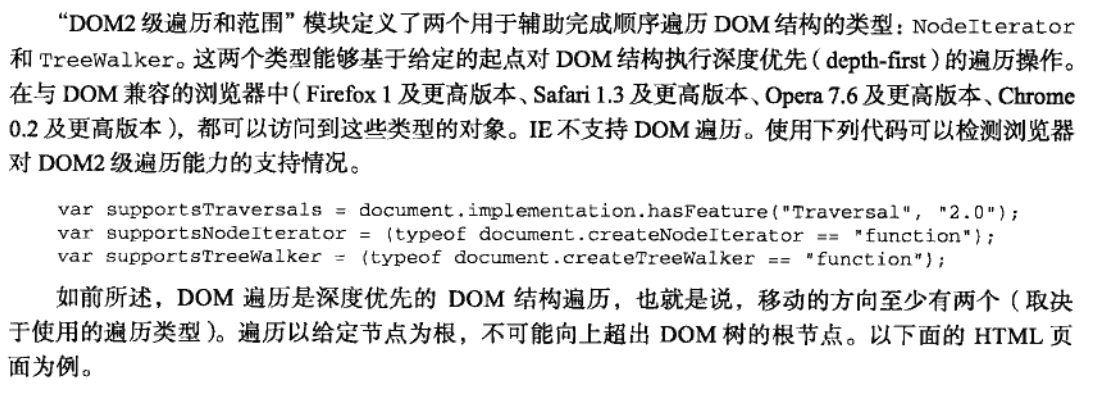 “DOM2 级遍历和范围”模块定义了两个用于辅助完成顺序遍历 DOM 结构的类型：NodeIterator
和 TreeWalker。这两个类型能够基于给定的起点对 DOM 结构执行深度优先（depth-first）的遍历操作。
在与 DOM 兼容的浏览器中（Firefox 1 及更高版本、Safari 1.3 及更高版本、Opera 7.6 及更高版本、Chrome
0.2 及更高版本），都可以访问到这些类型的对象。IE 不支持 DOM 遍历。使用下列代码可以检测浏览器
对 DOM2 级遍历能力的支持情况。
var supportsTraversals = document.implementation.hasFeature("Traversal", "2.0");
var supportsNodeIterator = (typeof document.createNodeIterator == "function");
var supportsTreeWalker = (typeof document.createTreeWalker == "function");
如前所述，DOM 遍历是深度优先的 DOM 结构遍历，也就是说，移动的方向至少有两个（取决
于使用的遍历类型）。遍历以给定节点为根，不可能向上超出 DOM 树的根节点。以下面的 HTML 页
面为例。